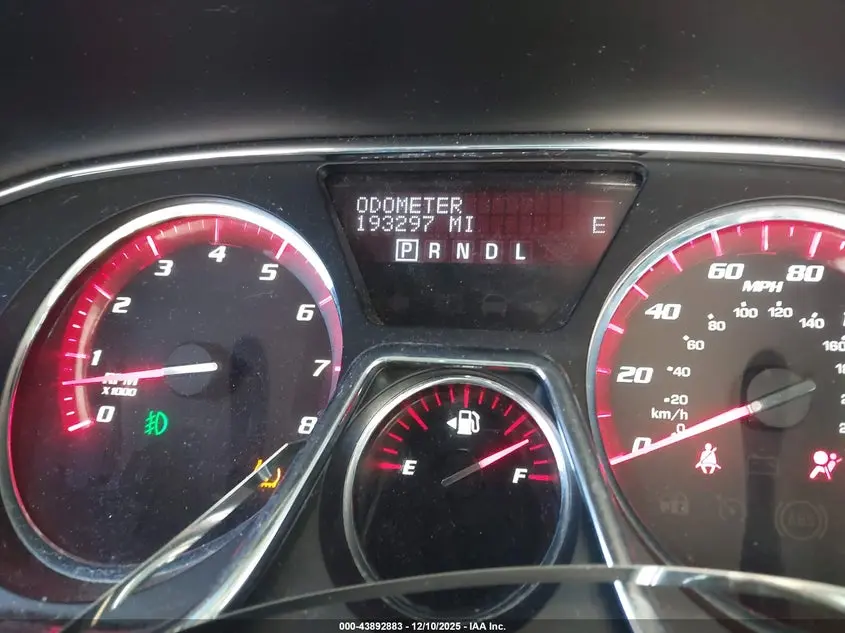 ODOMETER
193297 MI
E
P R N D L
0 1 2 3 4 5 6 7 8
RPM
X1000
E F
0 20 40 60 80
MPH
0 20 40 60 80 100 120 140 160
km/h
000-43892883 - 12/10/2025 - IAA Inc.